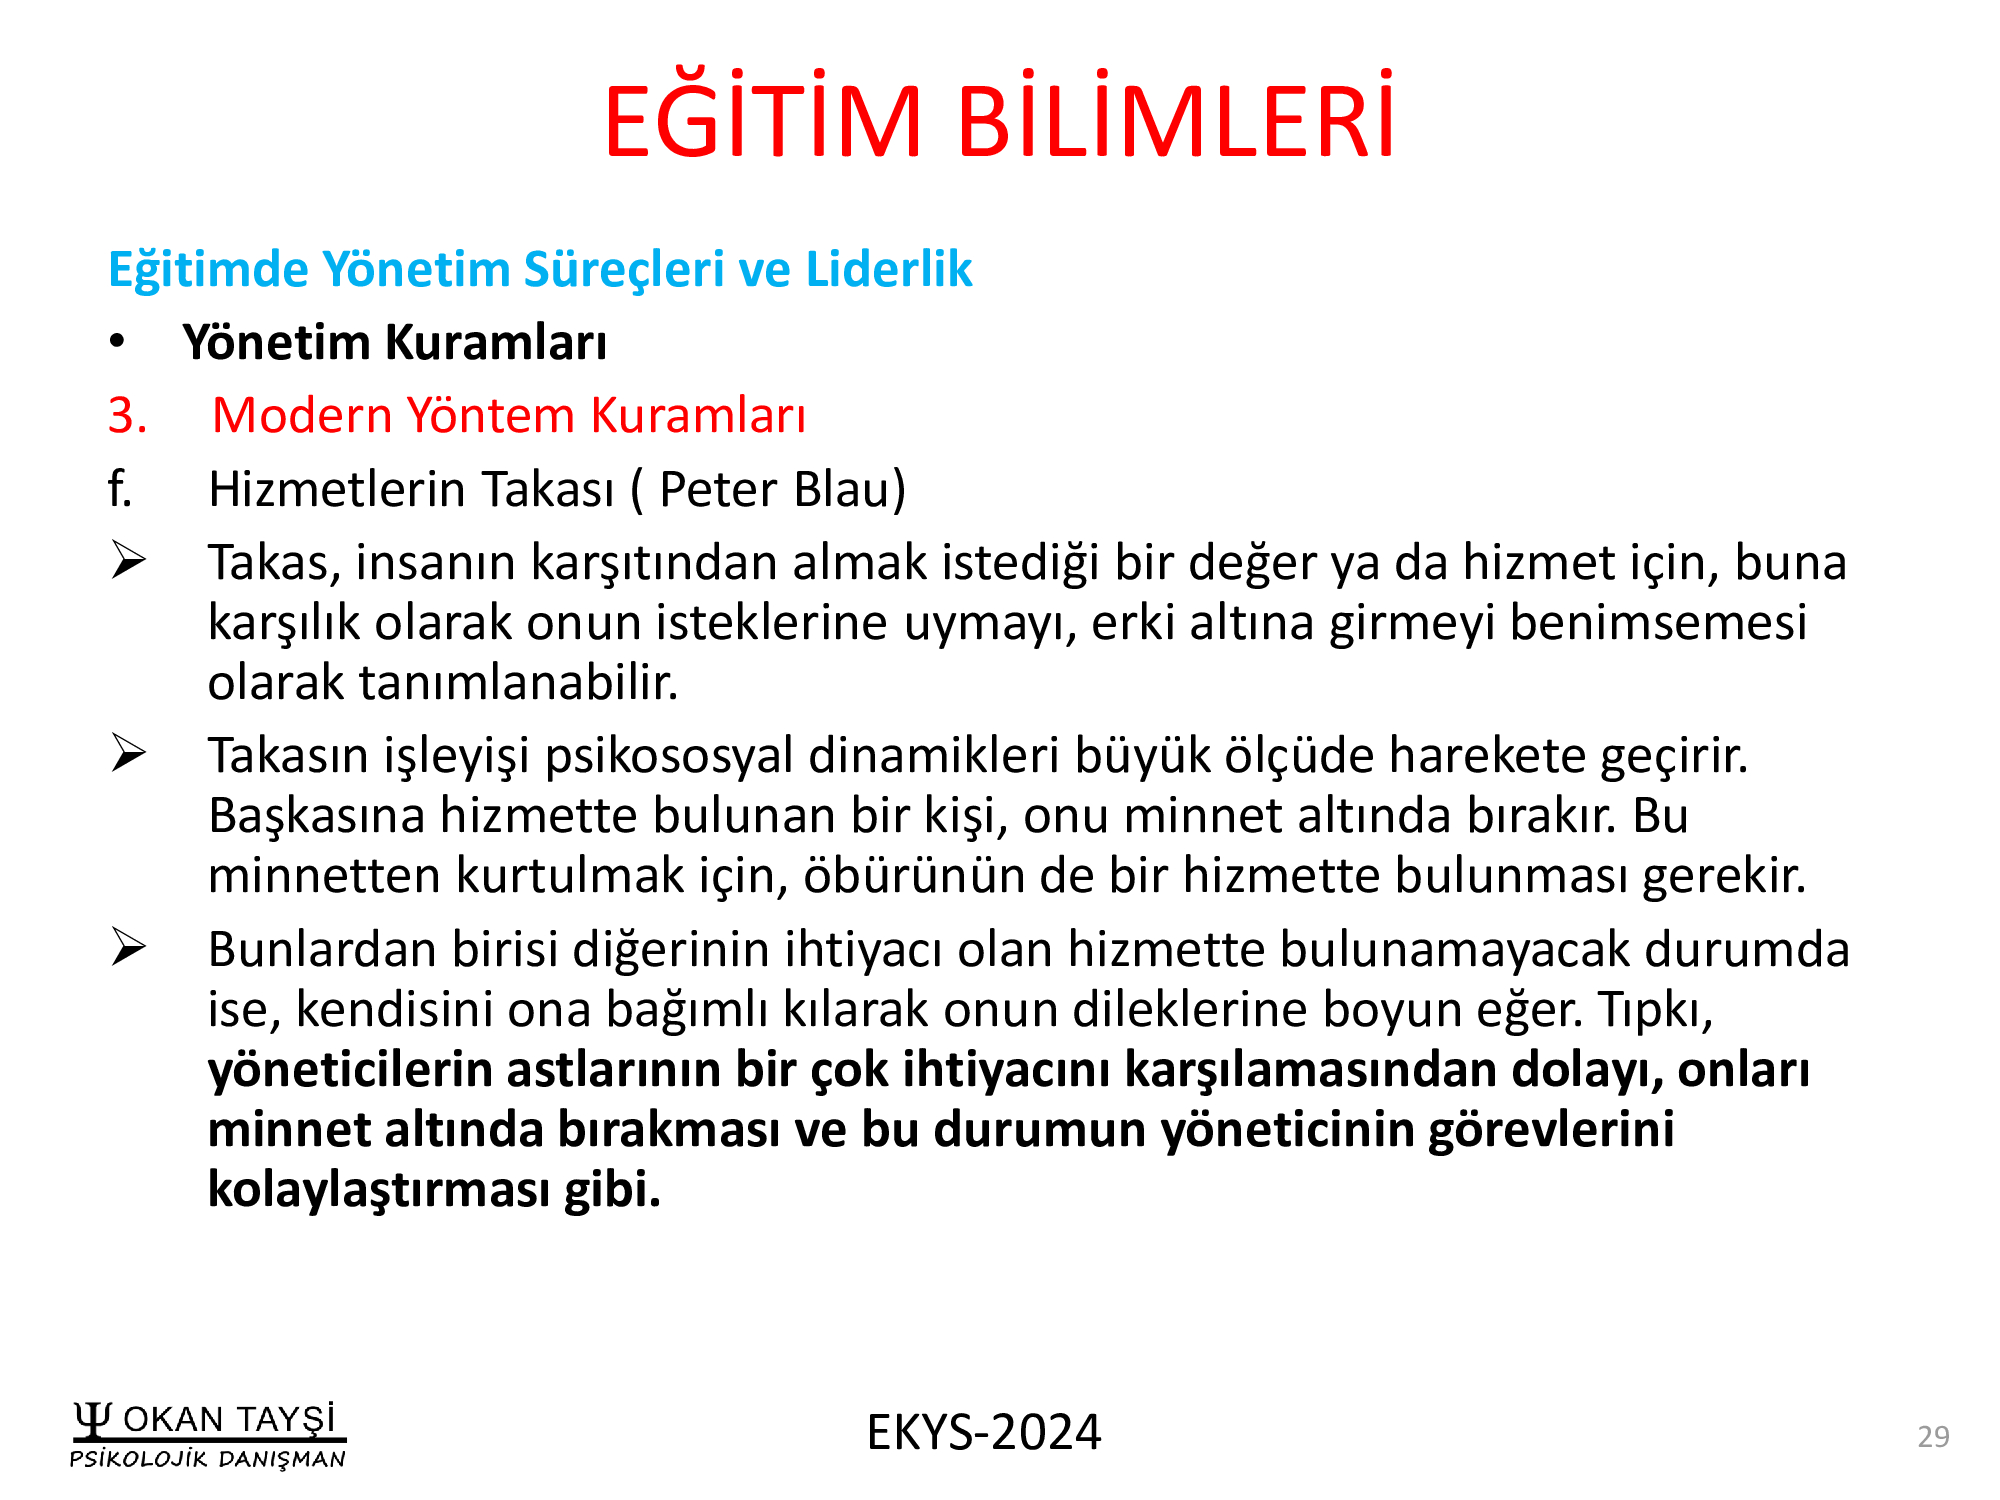 EĞİTİM BİLİMLERİ
Eğitimde Yönetim Süreçleri ve Liderlik
• Yönetim Kuramları
3. Modern Yöntem Kuramları
f. Hizmetlerin Takası ( Peter Blau)
➢ Takas, insanın karşıtından almak istediği bir değer ya da hizmet için, buna
karşılık olarak onun isteklerine uymayı, erki altına girmeyi benimsemesi
olarak tanımlanabilir.
➢ Takasın işleyişi psikososyal dinamikleri büyük ölçüde harekete geçirir.
Başkasına hizmette bulunan bir kişi, onu minnet altında bırakır. Bu
minnetten kurtulmak için, öbürünün de bir hizmette bulunması gerekir.
➢ Bunlardan birisi diğerinin ihtiyacı olan hizmette bulunamayacak durumda
ise, kendisini ona bağımlı kılarak onun dileklerine boyun eğer. Tıpkı,
yöneticilerin astlarının bir çok ihtiyacını karşılamasından dolayı, onları
minnet altında bırakması ve bu durumun yöneticinin görevlerini
kolaylaştırması gibi.
Ψ OKAN TAYŞİ
PSİKOLOJİK DANIŞMAN
EKYS-2024
29